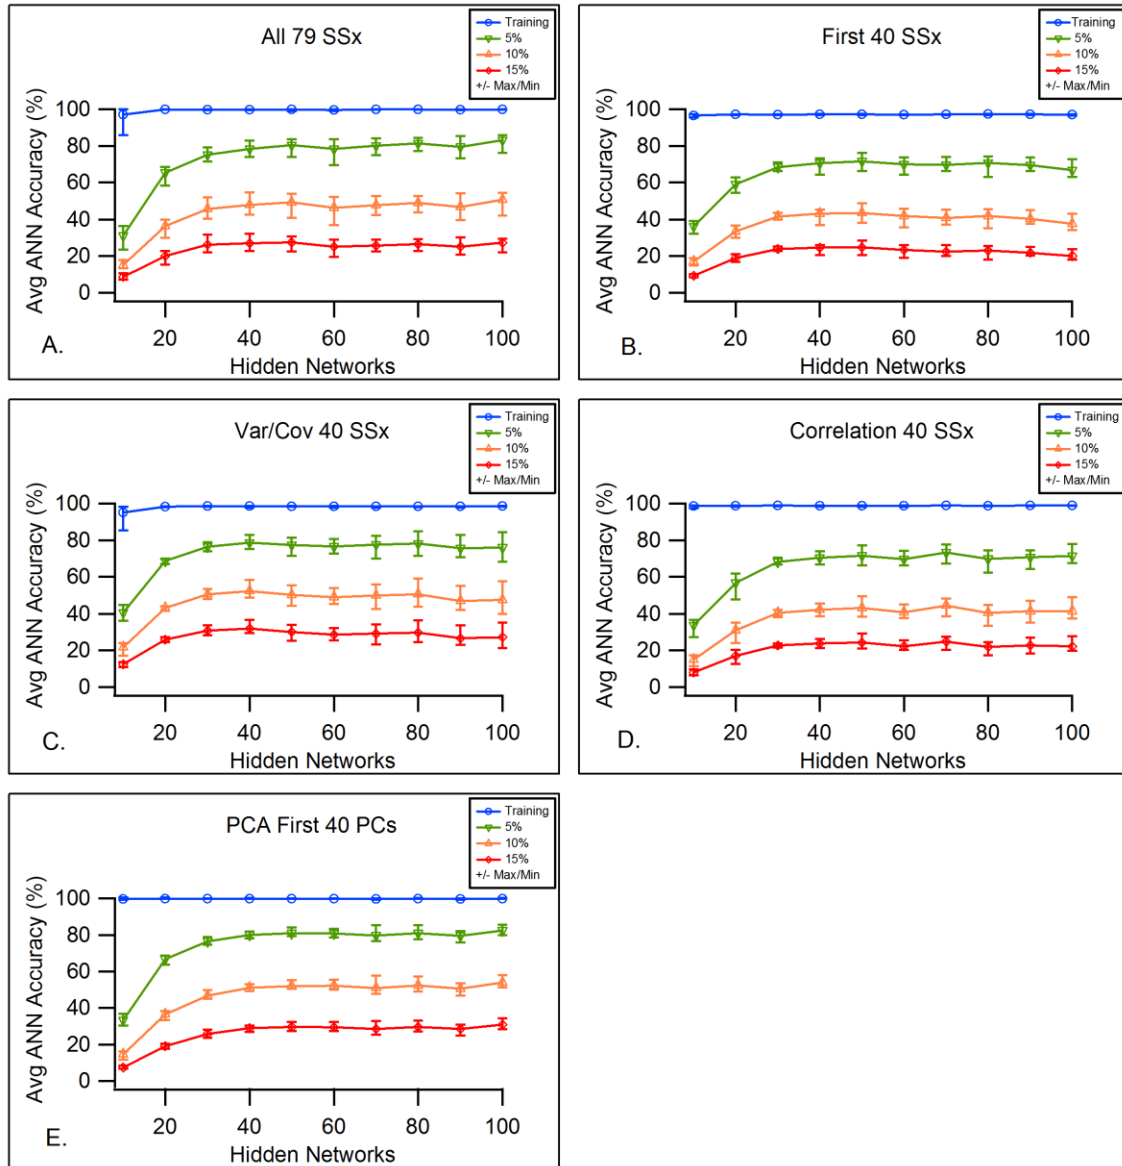 All 79 SSx
Training
5%
10%
15%
+/- Max/Min
Avg ANN Accuracy (%)
100
80
60
40
20
0
20 40 60 80 100
Hidden Networks
A.
First 40 SSx
Training
5%
10%
15%
+/- Max/Min
Avg ANN Accuracy (%)
100
80
60
40
20
0
20 40 60 80 100
Hidden Networks
B.
Var/Cov 40 SSx
Training
5%
10%
15%
+/- Max/Min
Avg ANN Accuracy (%)
100
80
60
40
20
0
20 40 60 80 100
Hidden Networks
C.
Correlation 40 SSx
Training
5%
10%
15%
+/- Max/Min
Avg ANN Accuracy (%)
100
80
60
40
20
0
20 40 60 80 100
Hidden Networks
D.
PCA First 40 PCs
Training
5%
10%
15%
+/- Max/Min
Avg ANN Accuracy (%)
100
80
60
40
20
0
20 40 60 80 100
Hidden Networks
E.